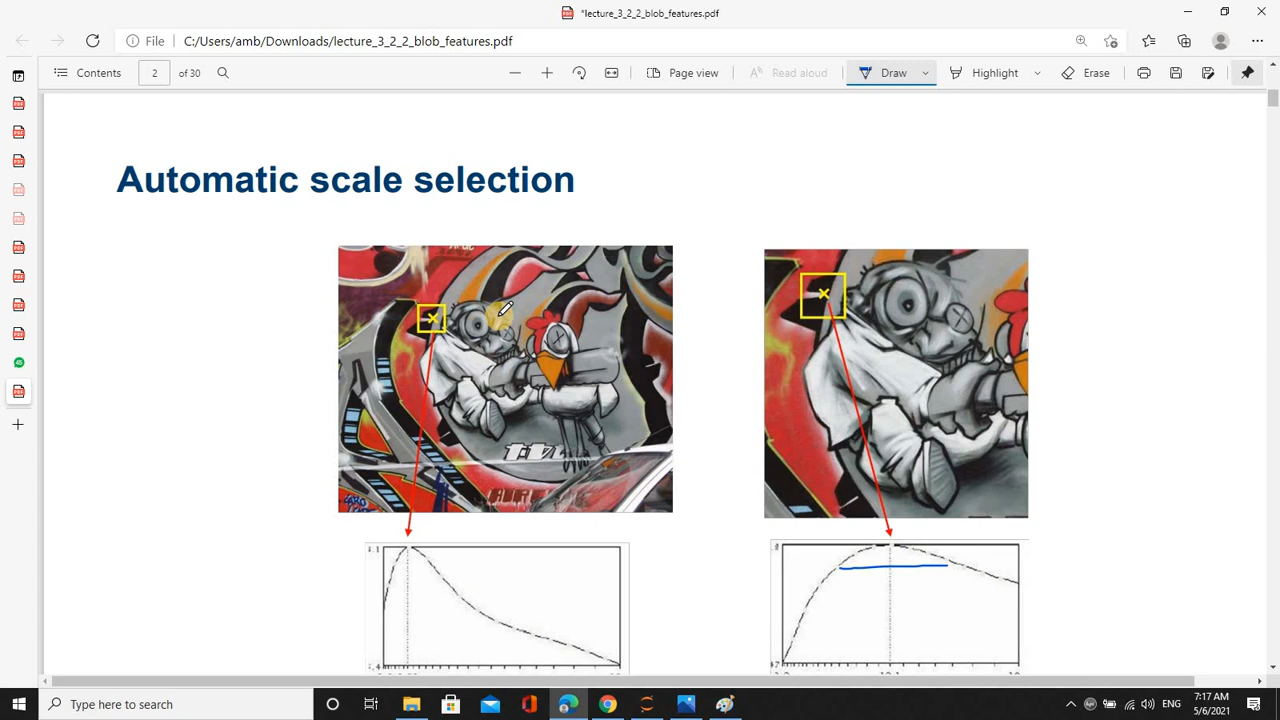 *lecture_3_2_2_blob_features.pdf
File
C:/Users/amb/Downloads/lecture_3_2_2_blob_features.pdf
Contents
2
of 30
Page view
Read aloud
Draw
Highlight
Erase
Automatic scale selection
Type here to search
ENG
7:17 AM
5/6/2021